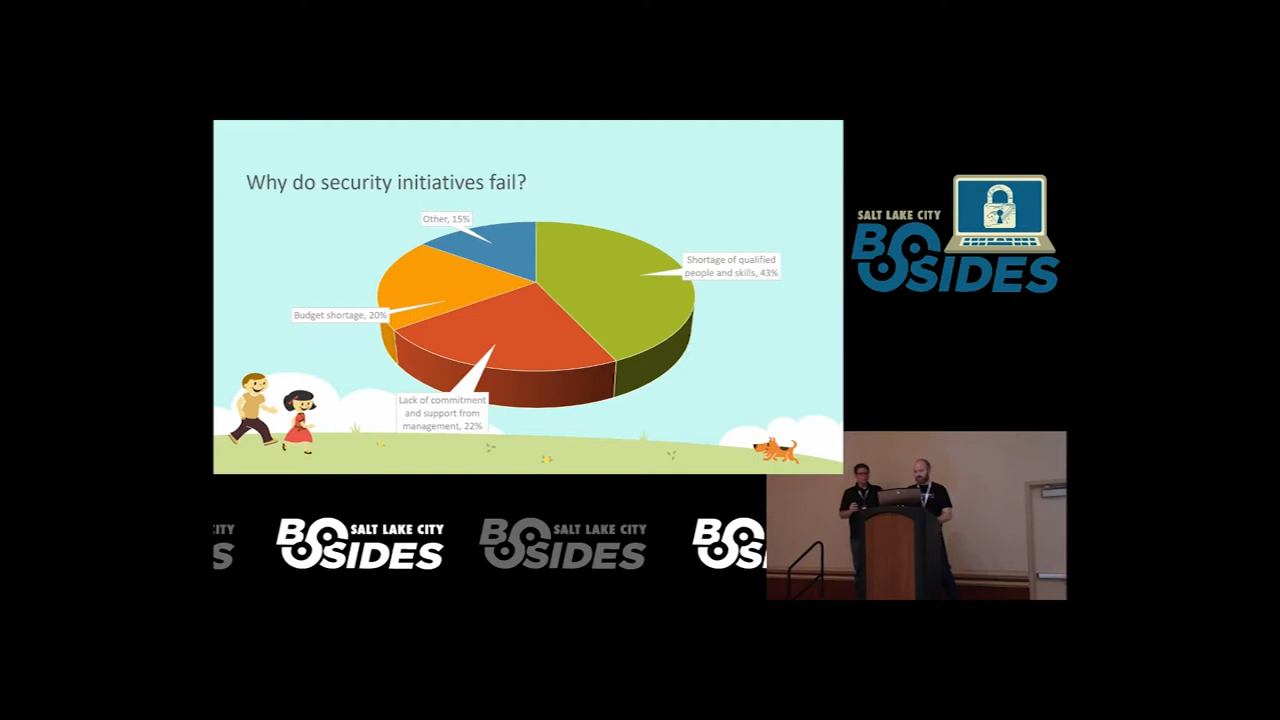 Why do security initiatives fail?
Other, 15%
Shortage of qualified
people and skills, 43%
Budget shortage, 20%
Lack of commitment
and support from
management, 22%
SALT LAKE CITY
BSIDES
CITY
S
SALT LAKE CITY
BSIDES
SALT LAKE CITY
BSIDES
BSI